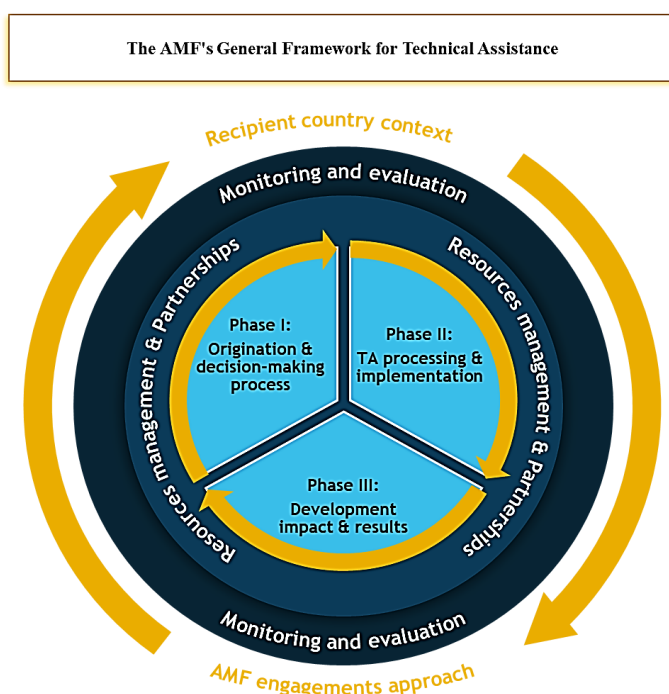 The AMF's General Framework for Technical Assistance
Recipient country context
Monitoring and evaluation
Resources management & Partnerships
Resources management & Partnerships
Phase I:
Origination &
decision-making
process
Phase II:
TA processing &
implementation
Phase III:
Development
impact & results
Monitoring and evaluation
AMF engagements approach